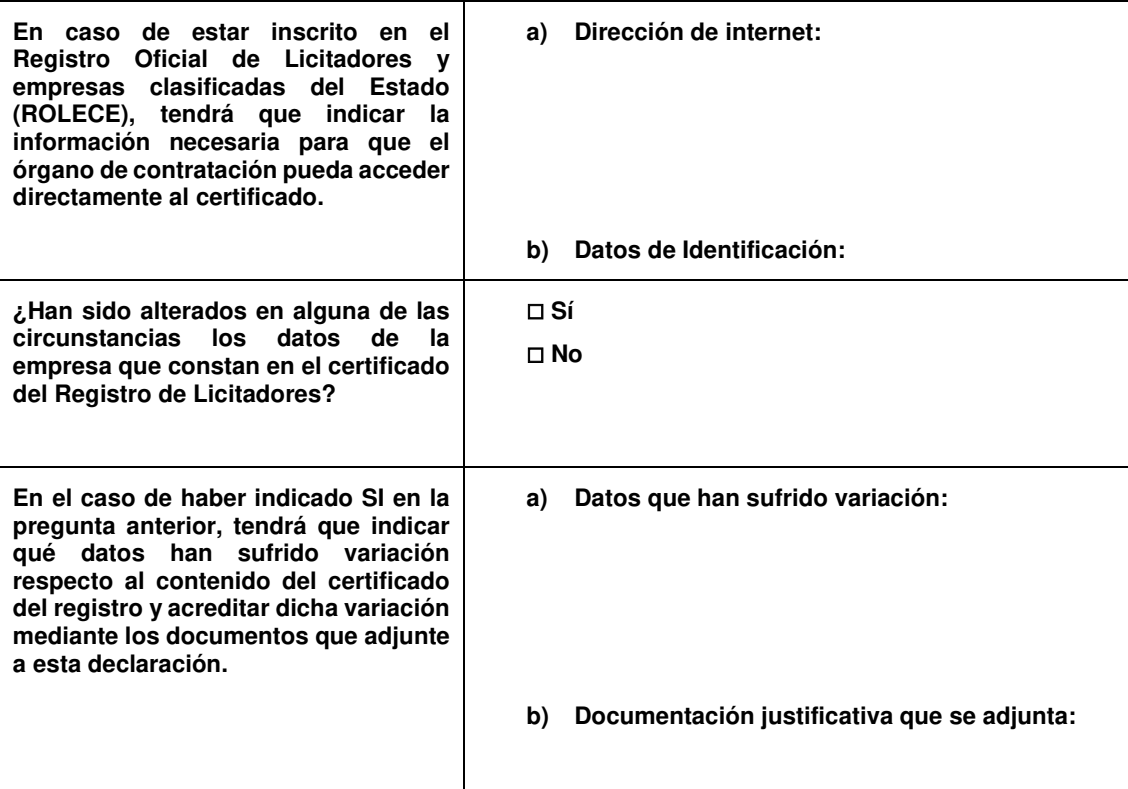 En caso de estar inscrito en el
Registro Oficial de Licitadores y
empresas clasificadas del Estado
(ROLECE), tendrá que indicar la
información necesaria para que el
órgano de contratación pueda acceder
directamente al certificado.
a) Dirección de internet:
b) Datos de Identificación:
¿Han sido alterados en alguna de las
circunstancias los datos de la
empresa que constan en el certificado
del Registro de Licitadores?
□ Sí
□ No
En el caso de haber indicado SI en la
pregunta anterior, tendrá que indicar
qué datos han sufrido variación
respecto al contenido del certificado
del registro y acreditar dicha variación
mediante los documentos que adjunte
a esta declaración.
a) Datos que han sufrido variación:
b) Documentación justificativa que se adjunta: